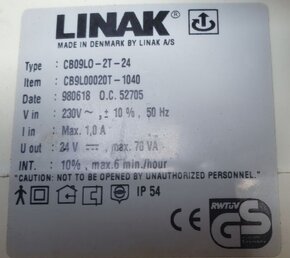 LINAK®
MADE IN DENMARK BY LINAK A/S
Type : CB09LO-2T-24
Item : CB9L00020T-1040
Date : 980618 O.C. 52705
V in : 230V ~, ± 10 %, 50 Hz
I in : Max. 1,0 A
U out : 24 V ⎓, max. 70 VA
INT. : 10%, max. 6 min./hour
IP 54
CAUTION: NOT TO BE OPENED BY UNAUTHORIZED PERSONNEL."
CE
RWTÜV
GS